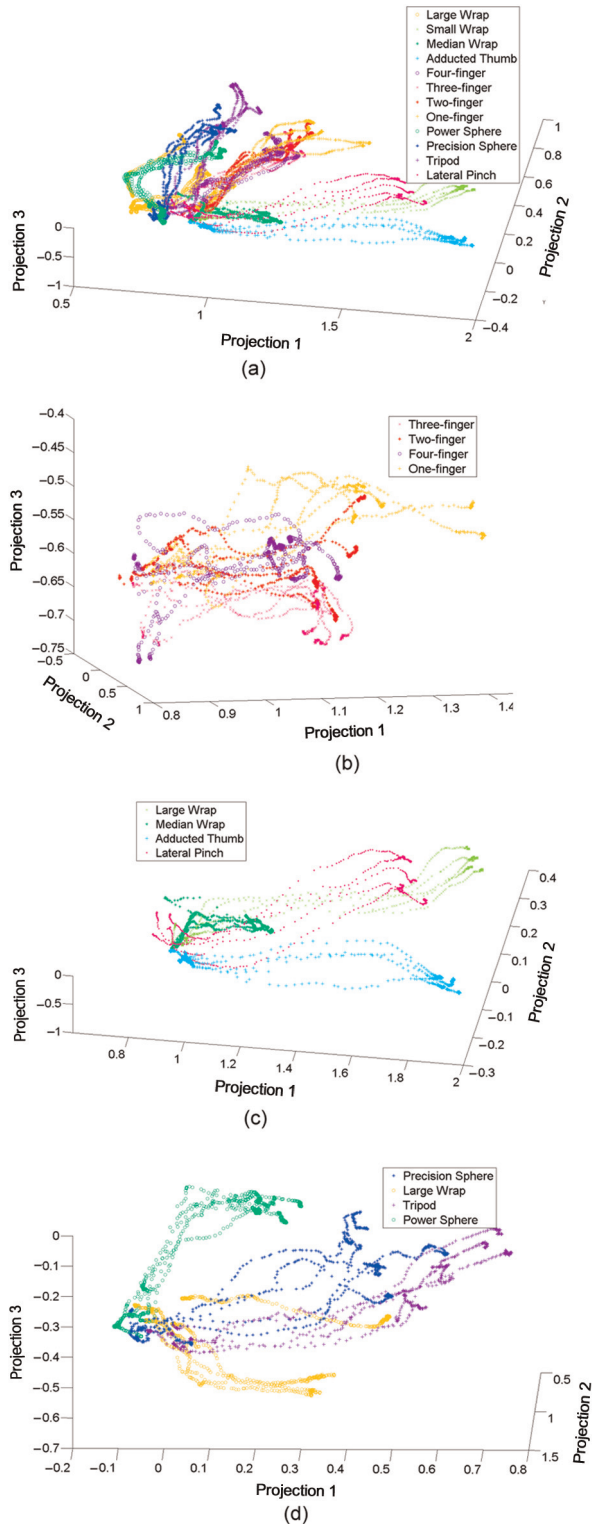 Large Wrap
Small Wrap
Median Wrap
Adducted Thumb
Four-finger
Three-finger
Two-finger
One-finger
Power Sphere
Precision Sphere
Tripod
Lateral Pinch
Projection 3
0
−0.5
−1
0.5
1
1.5
2
Projection 1
−0.4
−0.2
0
0.2
0.4
0.6
0.8
1
Projection 2
(a)
Three-finger
Two-finger
Four-finger
One-finger
Projection 3
−0.4
−0.45
−0.5
−0.55
−0.6
−0.65
−0.7
−0.75
−0.5
0
0.5
1
Projection 2
0.8
0.9
1
1.1
1.2
1.3
1.4
Projection 1
(b)
Large Wrap
Median Wrap
Adducted Thumb
Lateral Pinch
Projection 3
0
−0.5
−1
0.8
1
1.2
1.4
1.6
1.8
2
Projection 1
−0.3
−0.2
−0.1
0
0.1
0.2
0.3
0.4
Projection 2
(c)
Precision Sphere
Large Wrap
Tripod
Power Sphere
Projection 3
0
−0.1
−0.2
−0.3
−0.4
−0.5
−0.6
−0.7
−0.2
−0.1
0
0.1
0.2
0.3
0.4
0.5
0.6
0.7
0.8
Projection 1
0.5
1
1.5
Projection 2
(d)